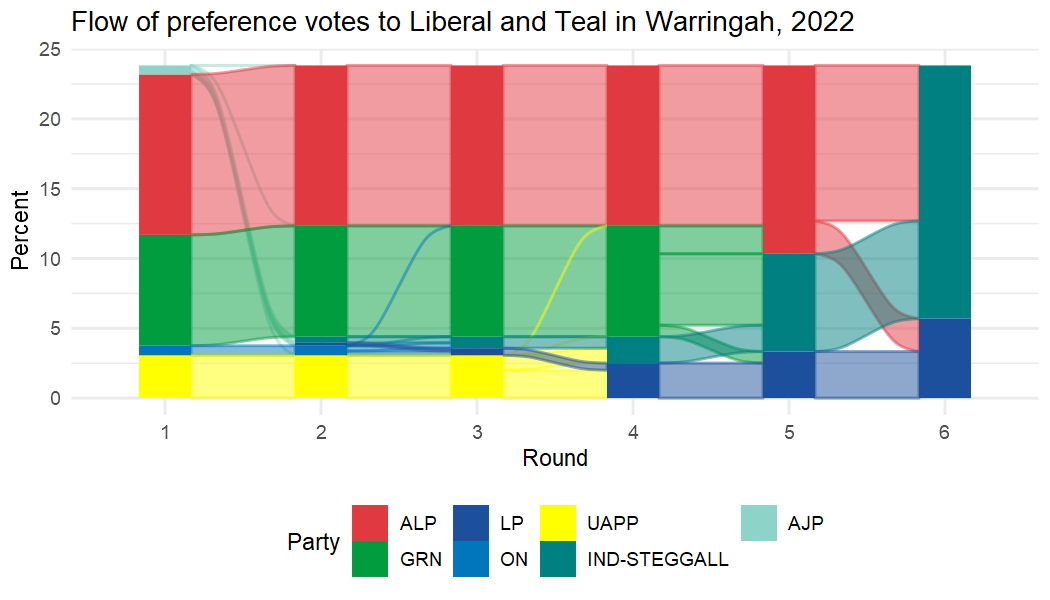 Flow of preference votes to Liberal and Teal in Warringah, 2022
25
20
15
10
5
0
Percent
1 2 3 4 5 6
Round
Party
ALP LP UAPP AJP
GRN ON IND-STEGGALL